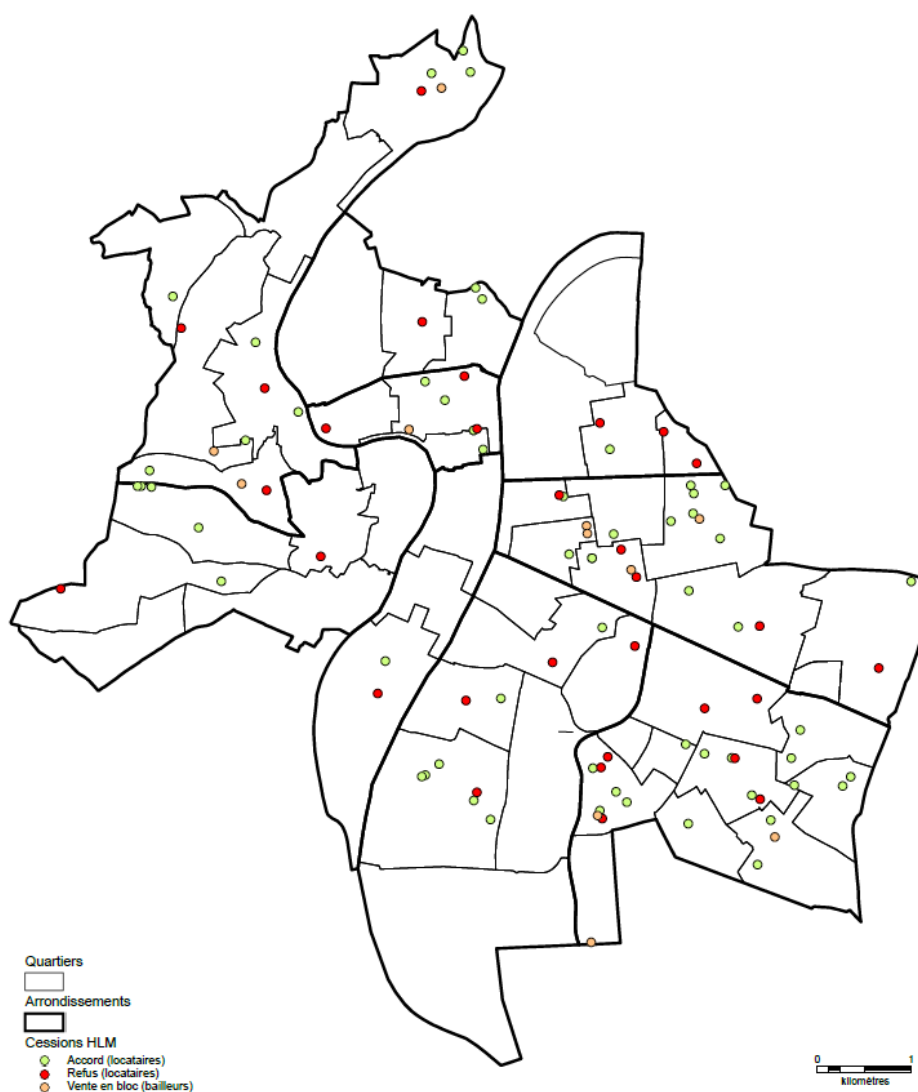 Quartiers
Arrondissements
Cessions HLM
Accord (locataires)
Refus (locataires)
Vente en bloc (bailleurs)
0 1
kilomètres